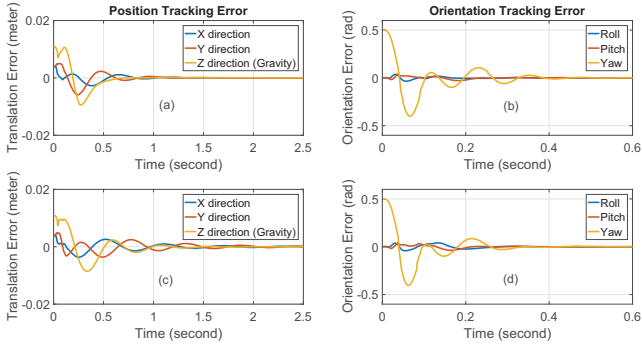 Position Tracking Error
Translation Error (meter)
0.02
0
-0.02
X direction
Y direction
Z direction (Gravity)
(a)
0 0.5 1 1.5 2 2.5
Time (second)
Orientation Tracking Error
Orientation Error (rad)
0.5
0
-0.5
Roll
Pitch
Yaw
(b)
0 0.2 0.4 0.6
Time (second)
Translation Error (meter)
0.02
0
-0.02
X direction
Y direction
Z direction (Gravity)
(c)
0 0.5 1 1.5 2 2.5
Time (second)
Orientation Error (rad)
0.5
0
-0.5
Roll
Pitch
Yaw
(d)
0 0.2 0.4 0.6
Time (second)